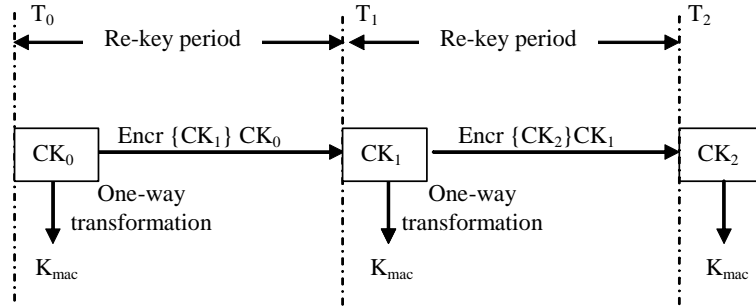 T₀ T₁ T₂
Re-key period Re-key period
Encr {CK₁} CK₀ Encr {CK₂}CK₁
CK₀ CK₁ CK₂
One-way One-way
transformation transformation
Kmac Kmac Kmac